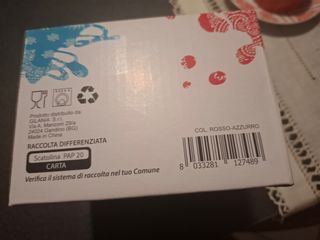 Prodotto distribuito da:
GILANIA S.r.l.
Via A. Manzoni 29/a
24024 Gandino (BG)
Made in China
RACCOLTA DIFFERENZIATA
Scatolina PAP 20
CARTA
Verifica il sistema di raccolta nel tuo Comune
COL. ROSSO-AZZURRO
8 033281 127489